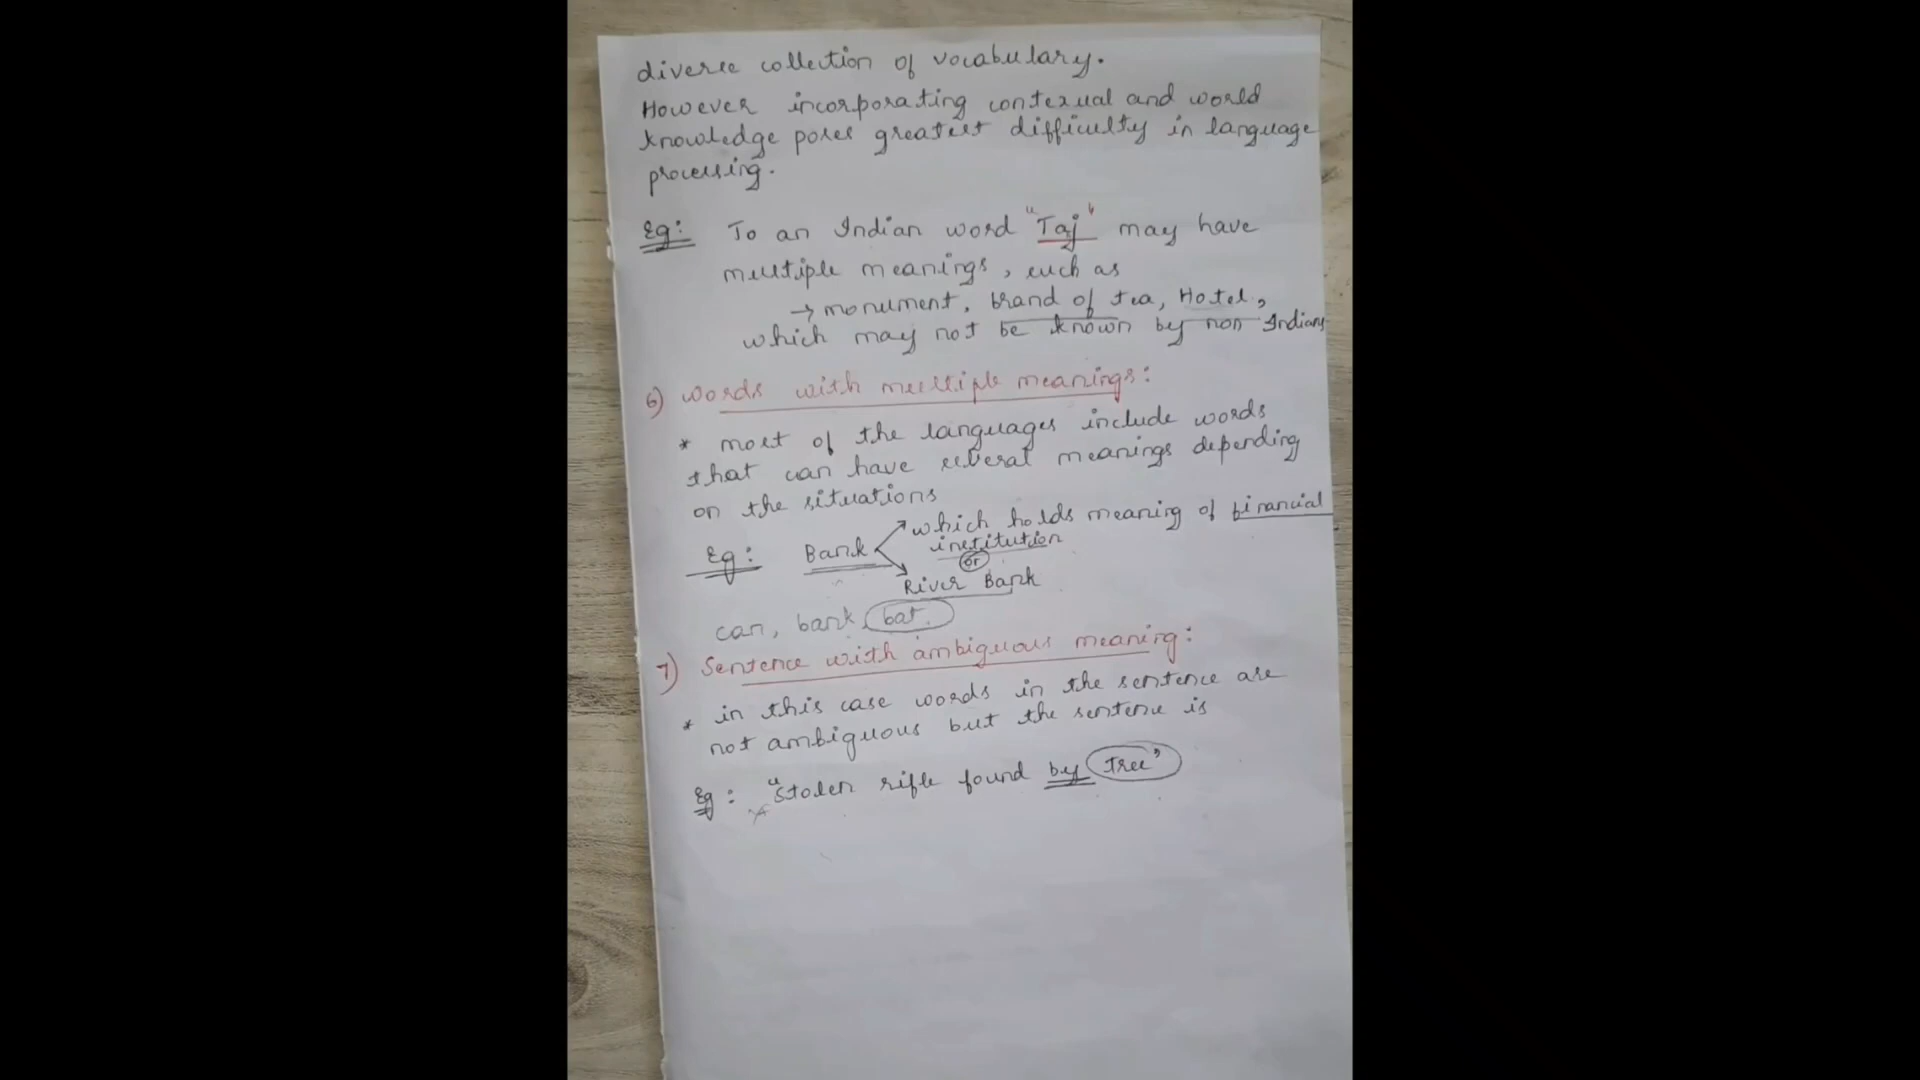 diverse collection of vocabulary.
However incorporating contexual and world
knowledge poses greatest difficulty in language
processing.
Eg: To an Indian word "Taj" may have
multiple meanings, such as
→ monument, brand of tea, Hotel,
which may not be known by non Indians
6) words with multiple meanings:
* most of the languages include words
that can have several meanings depending
on the situations
Eg: Bank which holds meaning of financial
institution
or
River Bank
can, bank, bat.
7) Sentence with ambiguous meaning:
* in this case words in the sentence are
not ambiguous but the sentence is
Eg: "stolen rifle found by tree"